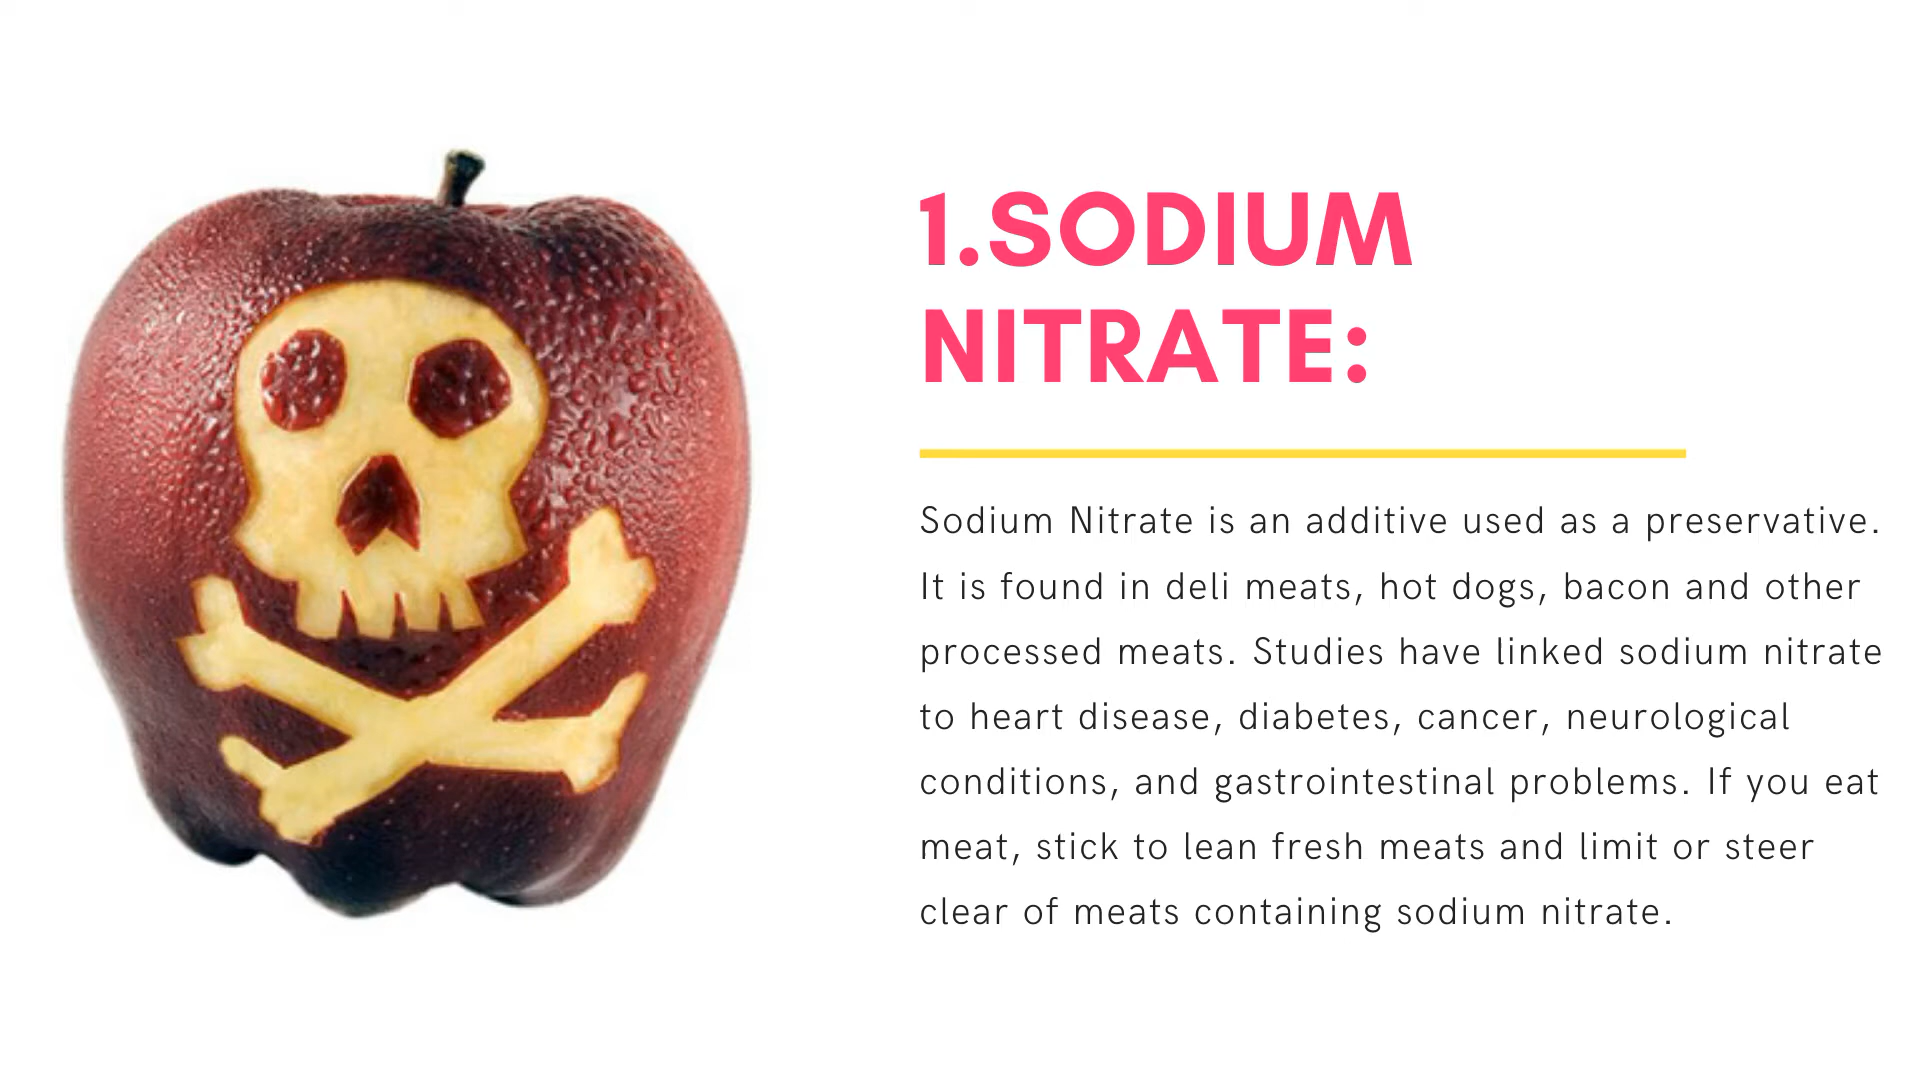 1.SODIUM
NITRATE:
Sodium Nitrate is an additive used as a preservative.
It is found in deli meats, hot dogs, bacon and other
processed meats. Studies have linked sodium nitrate
to heart disease, diabetes, cancer, neurological
conditions, and gastrointestinal problems. If you eat
meat, stick to lean fresh meats and limit or steer
clear of meats containing sodium nitrate.